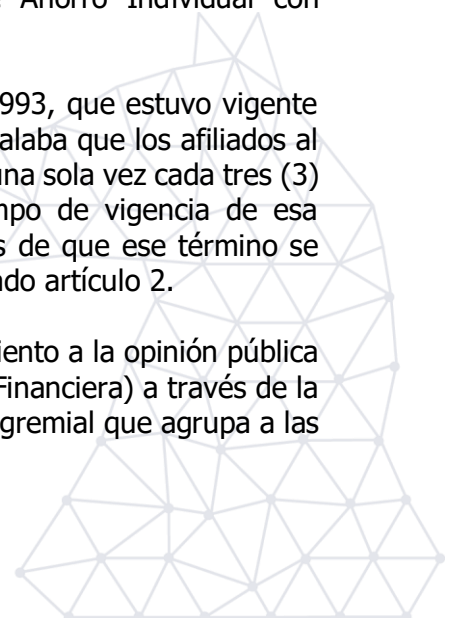 Ahorro Individual con
993, que estuvo vigente
alaba que los afiliados al
una sola vez cada tres (3)
mpo de vigencia de esa
s de que ese término se
ado artículo 2.
iento a la opinión pública
Financiera) a través de la
gremial que agrupa a las